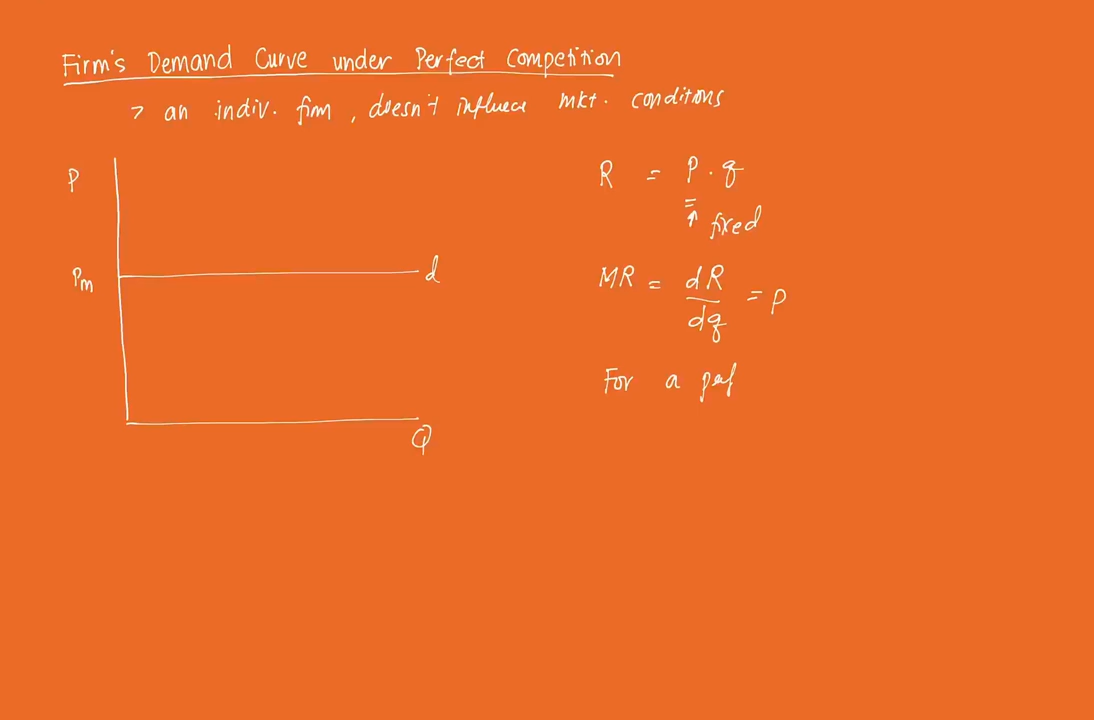 Firm's Demand Curve under Perfect Competition
> an indiv. firm, doesn't influece mkt. conditions
P
R = P · q
↑ fixed
Pm
d
MR = dR/dq = P
For a perf
Q